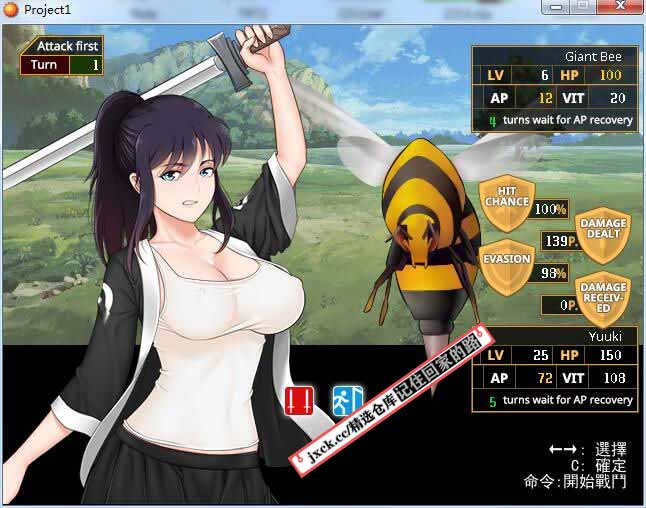 Project1
Attack first
Turn 1
Giant Bee
LV 6 HP 100
AP 12 VIT 20
4 turns wait for AP recovery
HIT CHANCE
100%
DAMAGE DEALT
139P.
EVASION
98%
DAMAGE RECEIV-ED
0P.
Yuuki
LV 25 HP 150
AP 72 VIT 108
5 turns wait for AP recovery
jxck.cc/精选仓库 记住回家的路
←→: 選擇
C: 確定
命令:開始戰鬥